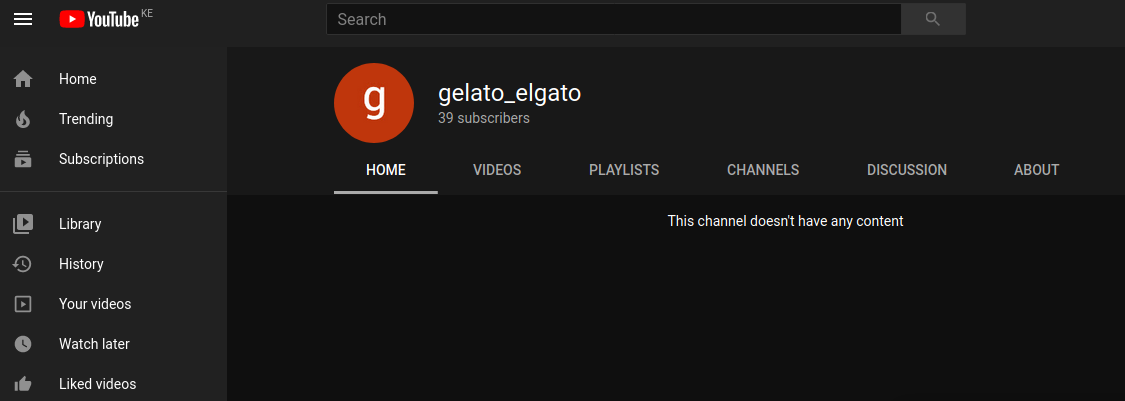 YouTube KE
Search
Home
Trending
Subscriptions
Library
History
Your videos
Watch later
Liked videos
g
gelato_elgato
39 subscribers
HOME VIDEOS PLAYLISTS CHANNELS DISCUSSION ABOUT
This channel doesn't have any content